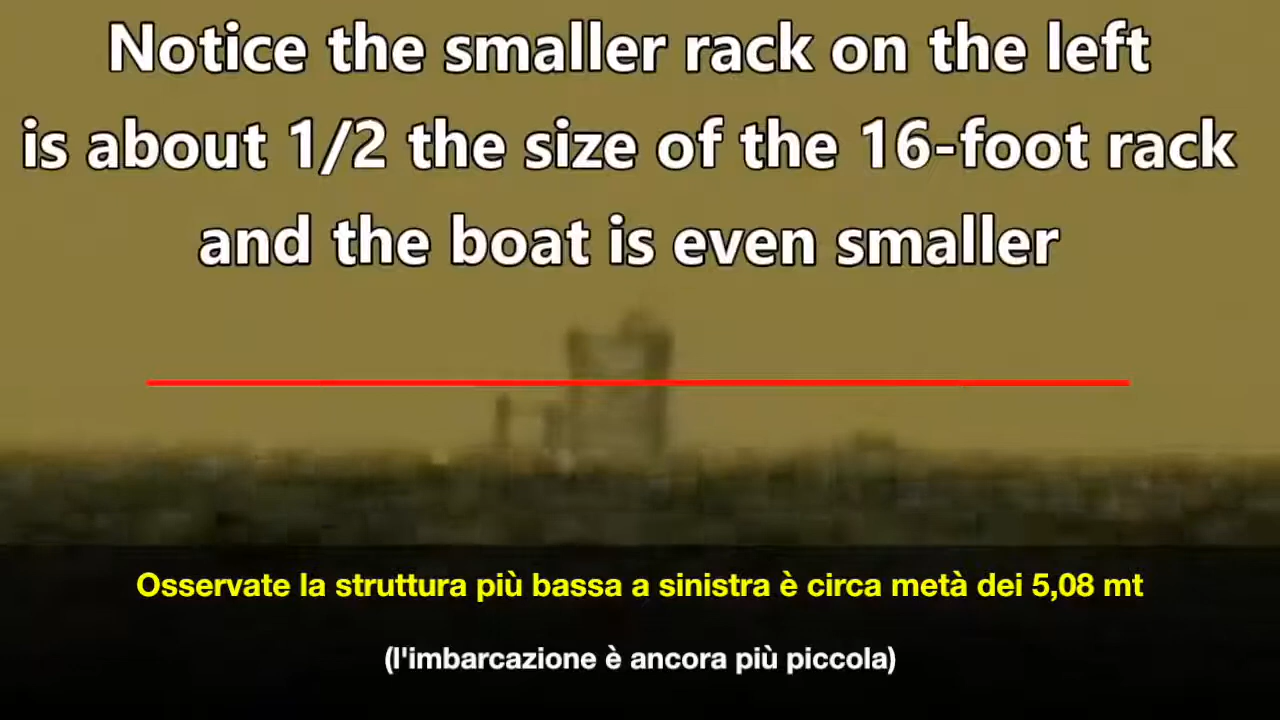 Notice the smaller rack on the left
is about 1/2 the size of the 16-foot rack
and the boat is even smaller
Osservate la struttura più bassa a sinistra è circa metà dei 5,08 mt
(l'imbarcazione è ancora più piccola)